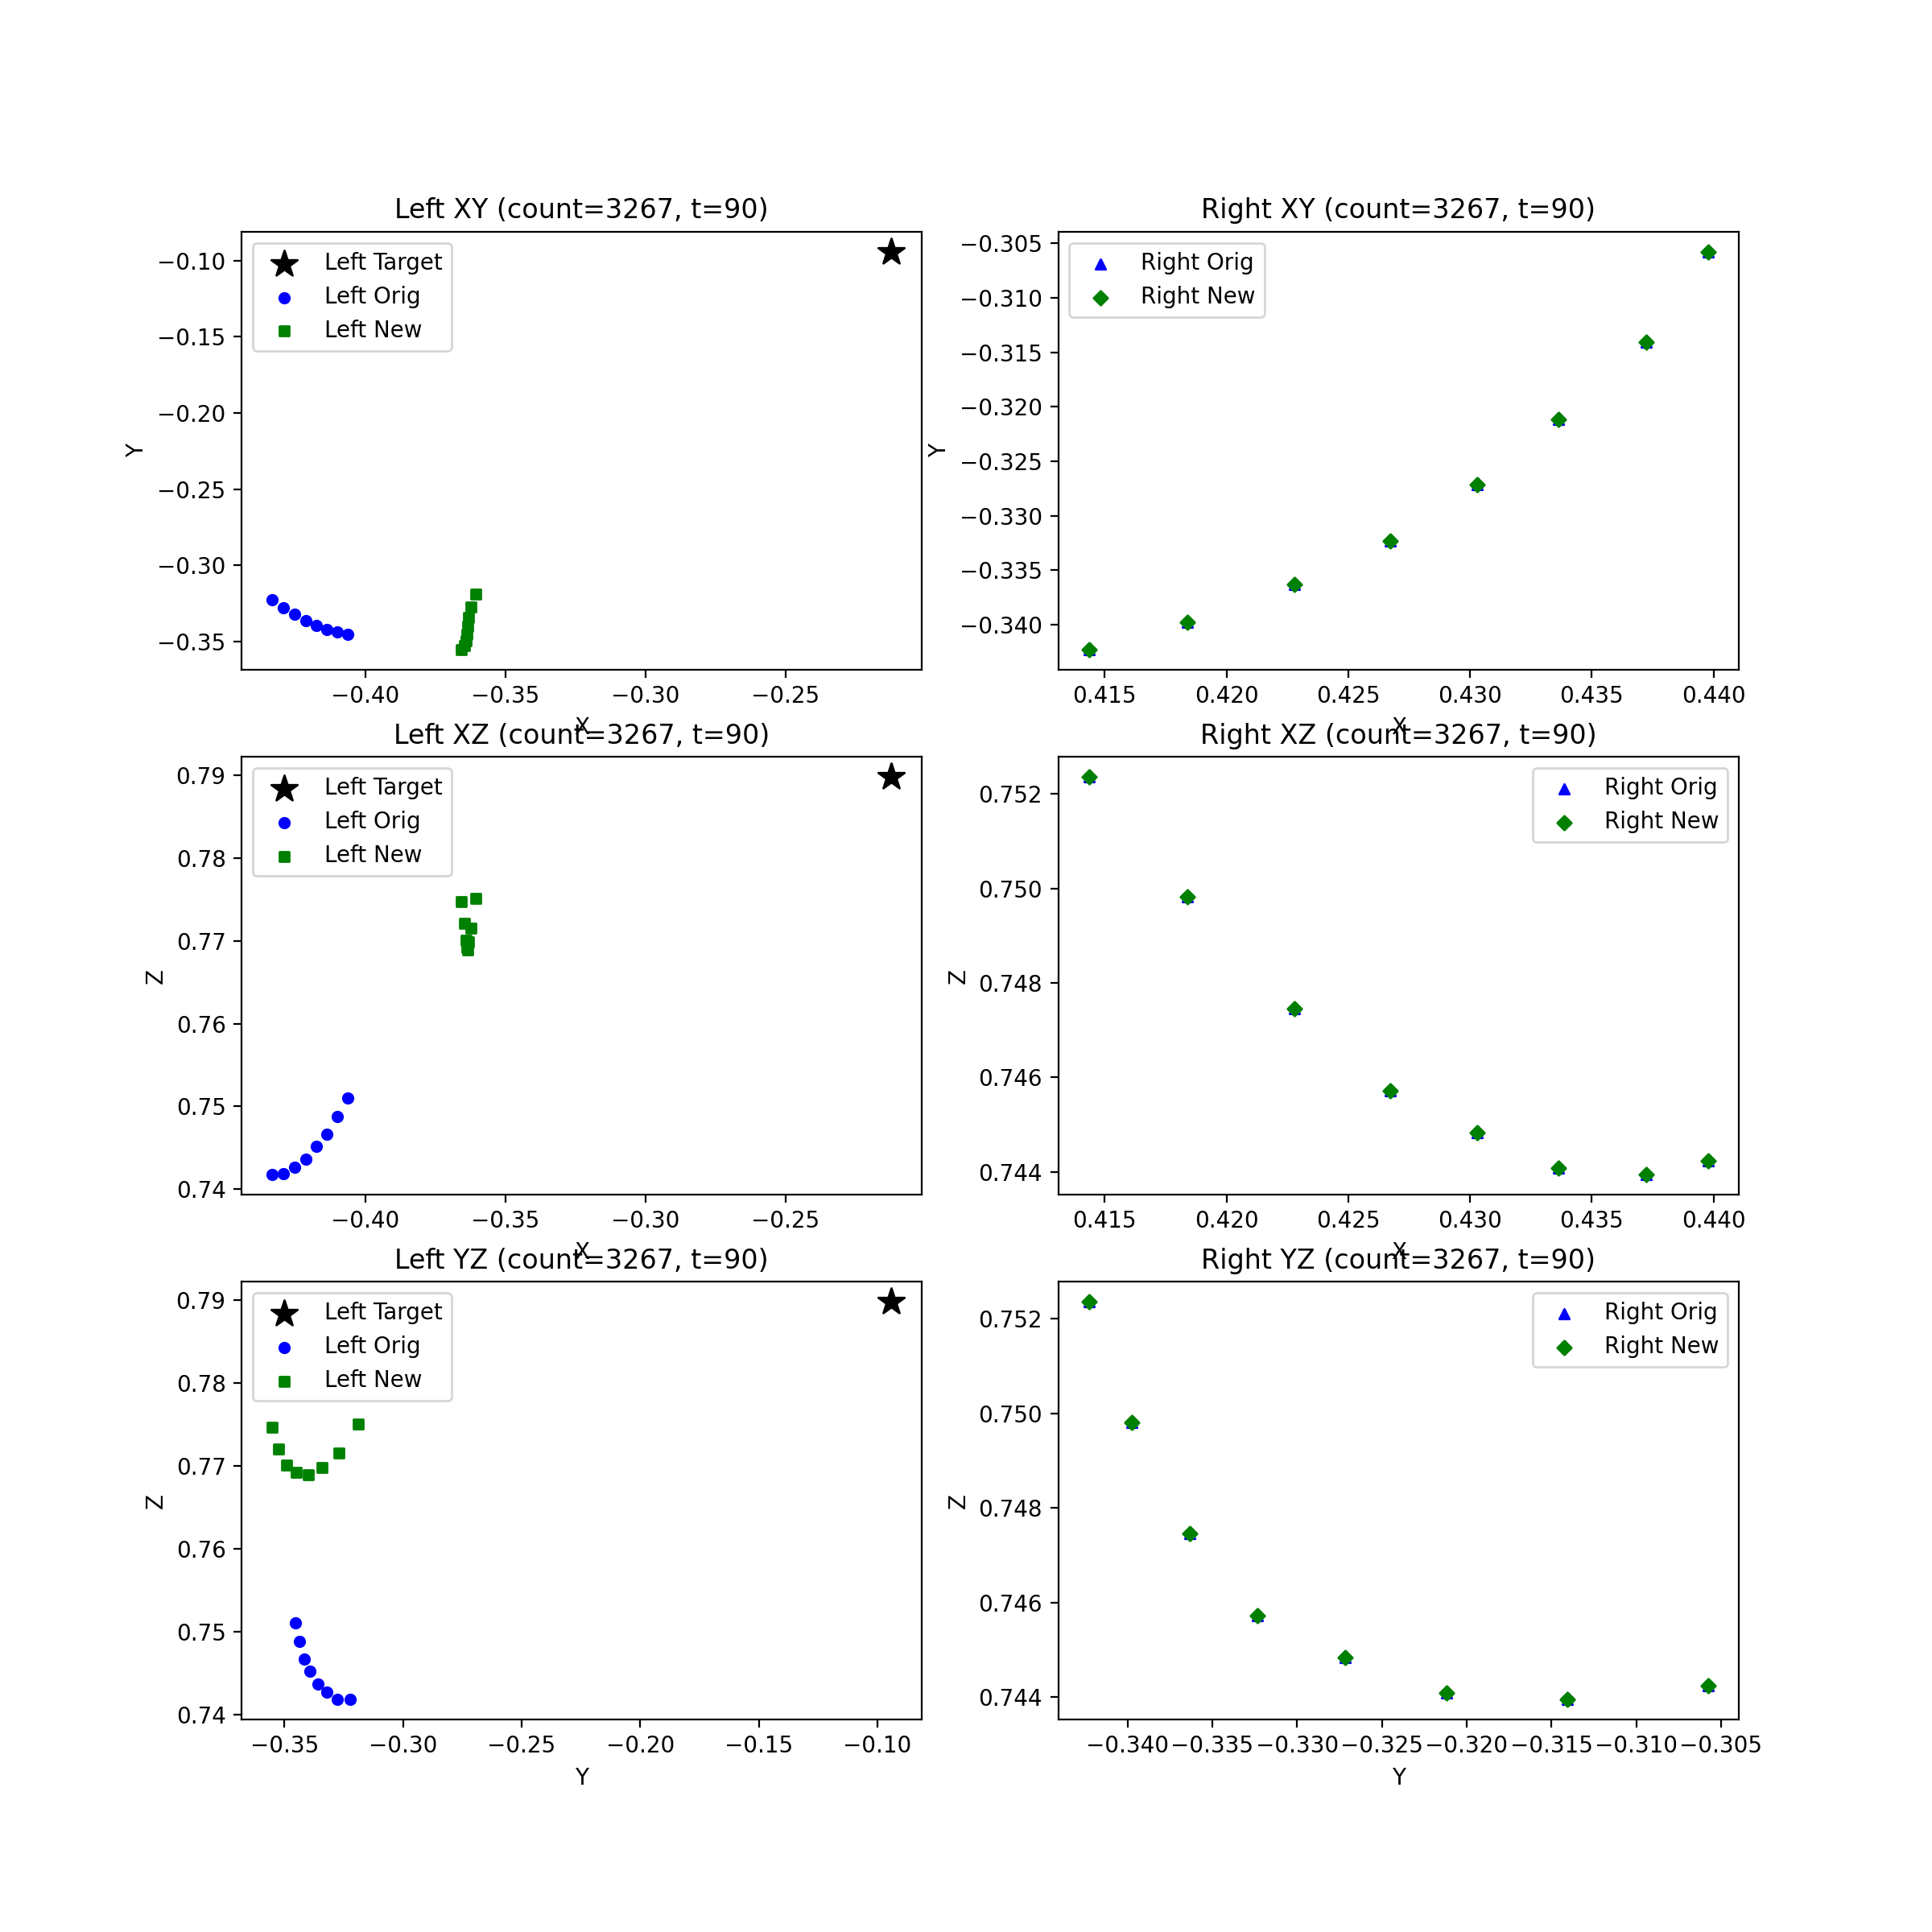 Left XY (count=3267, t=90)
Right XY (count=3267, t=90)
Left Target
Left Orig
Left New
Right Orig
Right New
−0.10
−0.15
−0.20
−0.25
−0.30
−0.35
Y
−0.40
−0.35
−0.30
−0.25
X
−0.305
−0.310
−0.315
−0.320
−0.325
−0.330
−0.335
−0.340
Y
0.415
0.420
0.425
0.430
0.435
0.440
X
Left XZ (count=3267, t=90)
Right XZ (count=3267, t=90)
Left Target
Left Orig
Left New
Right Orig
Right New
0.79
0.78
0.77
0.76
0.75
0.74
Z
−0.40
−0.35
−0.30
−0.25
X
0.752
0.750
0.748
0.746
0.744
Z
0.415
0.420
0.425
0.430
0.435
0.440
X
Left YZ (count=3267, t=90)
Right YZ (count=3267, t=90)
Left Target
Left Orig
Left New
Right Orig
Right New
0.79
0.78
0.77
0.76
0.75
0.74
Z
−0.35
−0.30
−0.25
−0.20
−0.15
−0.10
Y
0.752
0.750
0.748
0.746
0.744
Z
−0.340
−0.335
−0.330
−0.325
−0.320
−0.315
−0.310
−0.305
Y